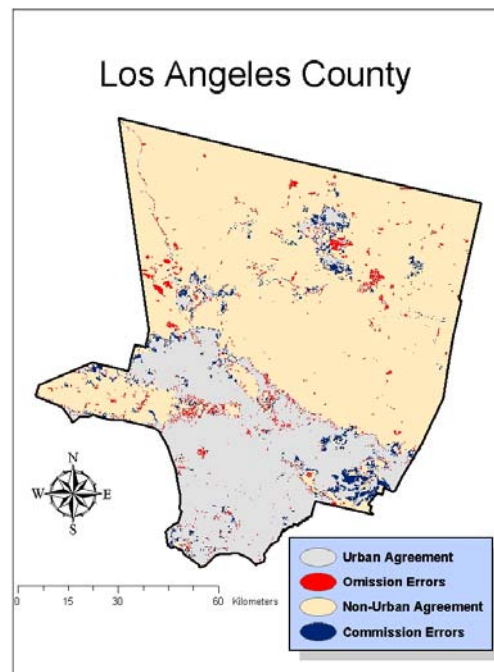 Los Angeles County
N
W E
S
0 15 30 60 Kilometers
Urban Agreement
Omission Errors
Non-Urban Agreement
Commission Errors